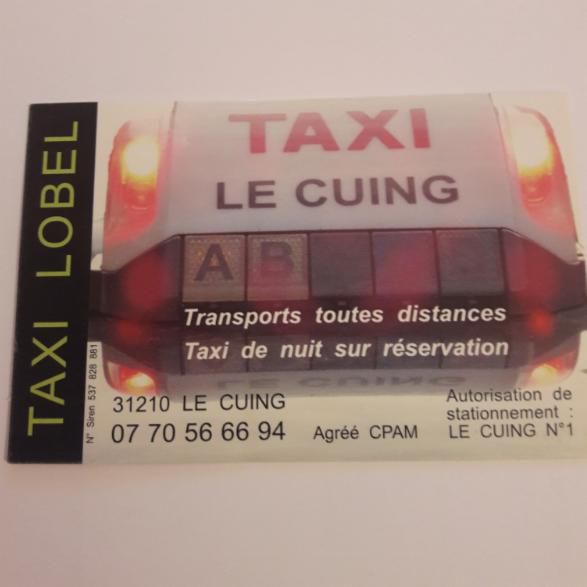 TAXI LOBEL
N° Siren 537 828 881
TAXI
LE CUING
A B
Transports toutes distances
Taxi de nuit sur réservation
31210 LE CUING
07 70 56 66 94
Agréé CPAM
Autorisation de
stationnement :
LE CUING N°1